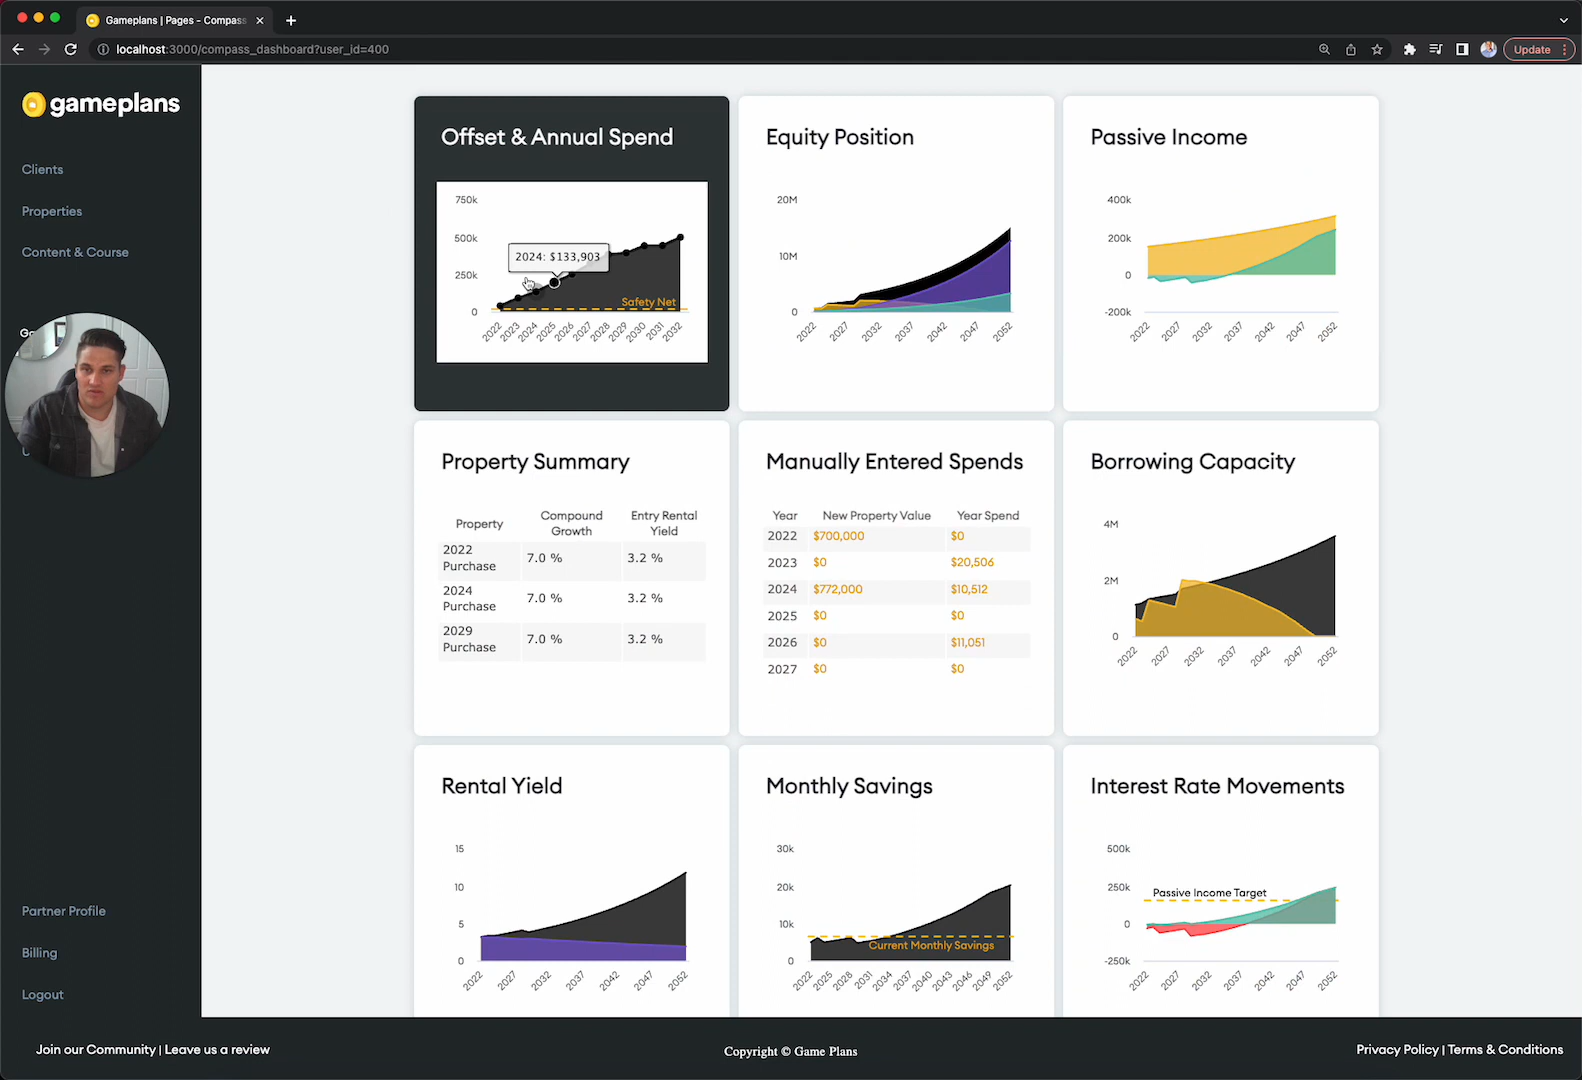 Gameplans | Pages - Compass
localhost:3000/compass_dashboard?user_id=400
Update
gameplans
Clients
Properties
Content & Course
Partner Profile
Billing
Logout
Offset & Annual Spend
750k
500k
250k
0
2024: $133,903
Safety Net
2022 2023 2024 2025 2026 2027 2028 2029 2030 2031 2032
Equity Position
20M
10M
0
2022 2027 2032 2037 2042 2047 2052
Passive Income
400k
200k
0
-200k
2022 2027 2032 2037 2042 2047 2052
Property Summary
Property Compound Growth Entry Rental Yield
2022 Purchase 7.0 % 3.2 %
2024 Purchase 7.0 % 3.2 %
2029 Purchase 7.0 % 3.2 %
Manually Entered Spends
Year New Property Value Year Spend
2022 $700,000 $0
2023 $0 $20,506
2024 $772,000 $10,512
2025 $0 $0
2026 $0 $11,051
2027 $0 $0
Borrowing Capacity
4M
2M
0
2022 2027 2032 2037 2042 2047 2052
Rental Yield
15
10
5
0
2022 2027 2032 2037 2042 2047 2052
Monthly Savings
30k
20k
10k
0
Current Monthly Savings
2022 2025 2028 2031 2034 2037 2040 2043 2046 2049 2052
Interest Rate Movements
500k
250k
0
-250k
Passive Income Target
2022 2027 2032 2037 2042 2047 2052
Join our Community | Leave us a review
Copyright © Game Plans
Privacy Policy | Terms & Conditions